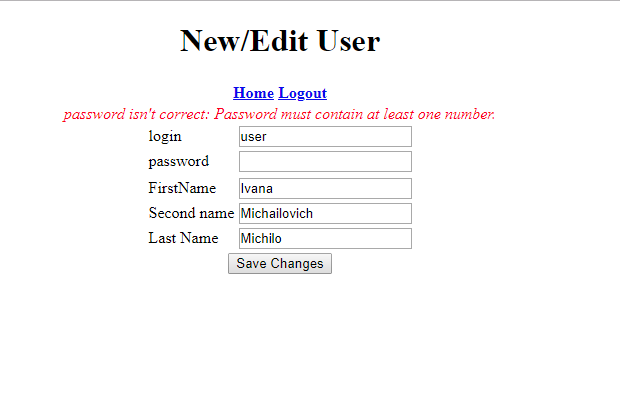 New/Edit User
Home Logout
password isn't correct: Password must contain at least one number.
login user
password
FirstName Ivana
Second name Michailovich
Last Name Michilo
Save Changes